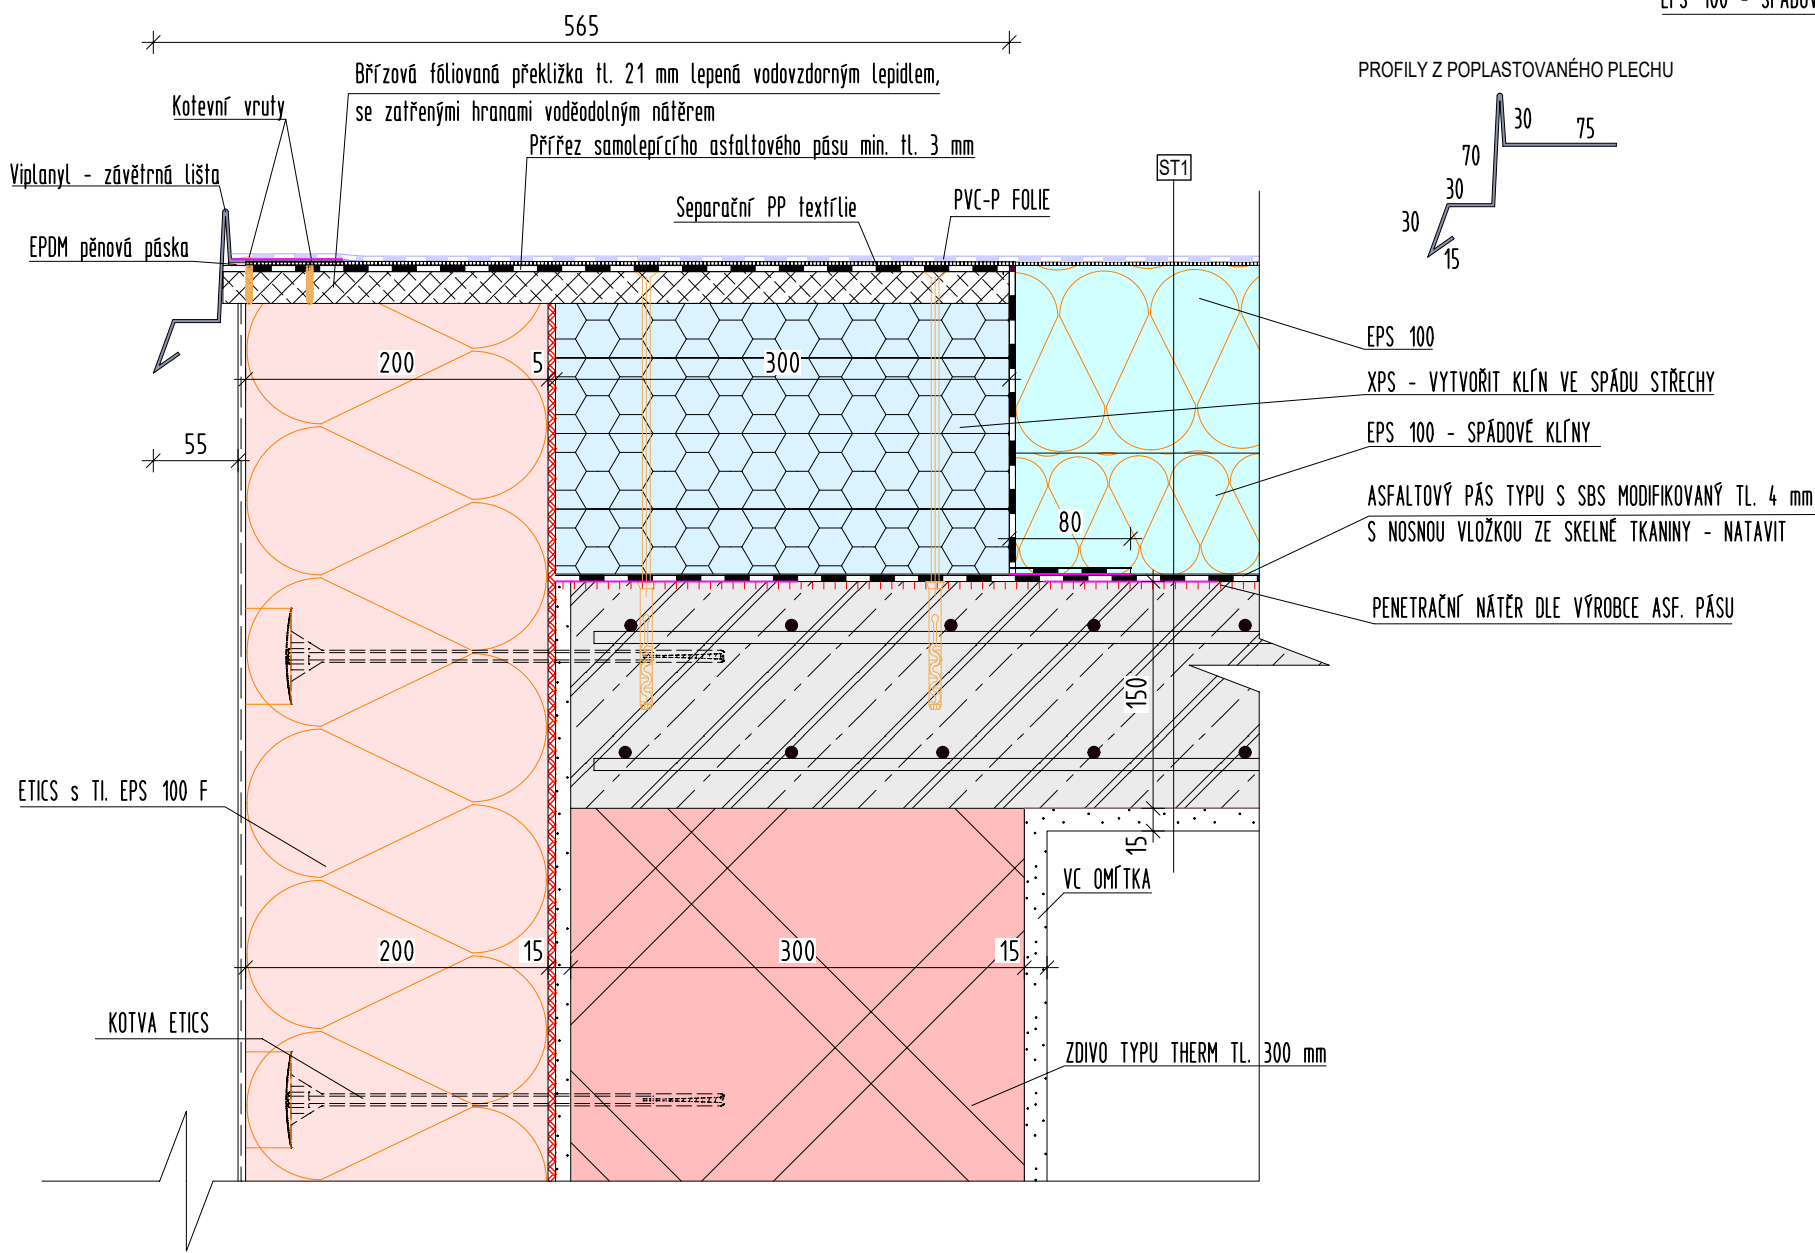 EPS 100 - SPÁDOV
565
PROFILY Z POPLASTOVANÉHO PLECHU
Břízová fóliovaná překližka tl. 21 mm lepená vodovzdorným lepidlem,
se zatřenými hranami voděodolným nátěrem
Kotevní vruty
Přířez samolepícího asfaltového pásu min. tl. 3 mm
Viplanyl - závětrná lišta
Separační PP textílie
PVC-P FOLIE
ST1
EPDM pěnová páska
30
75
70
30
30
15
EPS 100
XPS - VYTVOŘIT KLÍN VE SPÁDU STŘECHY
EPS 100 - SPÁDOVÉ KLÍNY
200
5
300
55
80
ASFALTOVÝ PÁS TYPU S SBS MODIFIKOVANÝ TL. 4 mm
S NOSNOU VLOŽKOU ZE SKELNÉ TKANINY - NATAVIT
PENETRAČNÍ NÁTĚR DLE VÝROBCE ASF. PÁSU
150
15
ETICS s TI. EPS 100 F
VC OMÍTKA
200
15
300
15
KOTVA ETICS
ZDIVO TYPU THERM TL. 300 mm